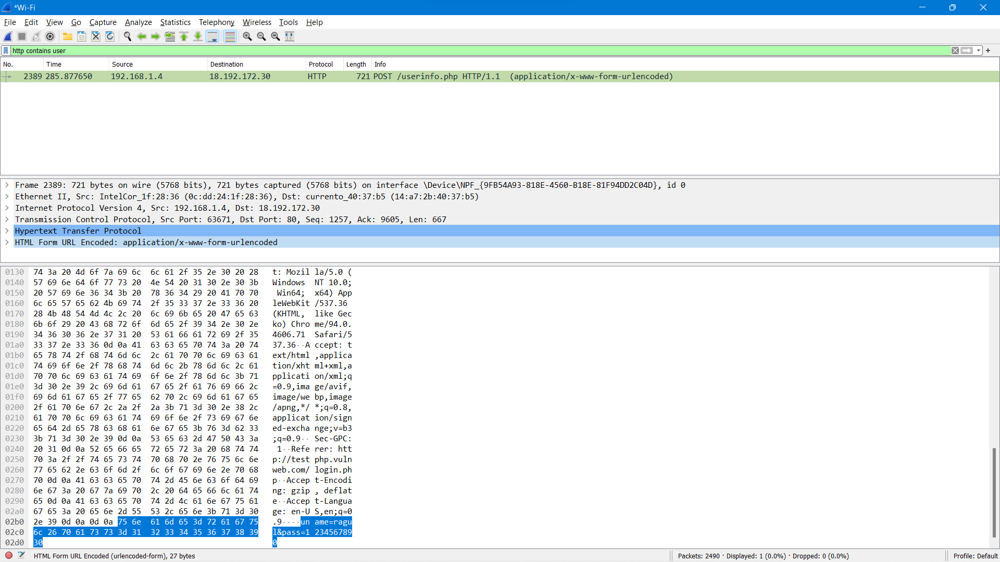 *Wi-Fi
File Edit View Go Capture Analyze Statistics Telephony Wireless Tools Help
http contains user
No. Time Source Destination Protocol Length Info
2389 285.877650 192.168.1.4 18.192.172.30 HTTP 721 POST /userinfo.php HTTP/1.1 (application/x-www-form-urlencoded)
Frame 2389: 721 bytes on wire (5768 bits), 721 bytes captured (5768 bits) on interface \Device\NPF_{9FB54A93-818E-4560-B18E-81F94DD2C04D}, id 0
Ethernet II, Src: IntelCor_1f:28:36 (0c:dd:24:1f:28:36), Dst: currento_40:37:b5 (14:a7:2b:40:37:b5)
Internet Protocol Version 4, Src: 192.168.1.4, Dst: 18.192.172.30
Transmission Control Protocol, Src Port: 63671, Dst Port: 80, Seq: 1257, Ack: 9605, Len: 667
Hypertext Transfer Protocol
HTML Form URL Encoded: application/x-www-form-urlencoded
0130 74 3a 20 4d 6f 7a 69 6c 6c 61 2f 35 2e 30 20 28 t: Mozil la/5.0 (
0140 57 69 6e 64 6f 77 73 20 4e 54 20 31 30 2e 30 3b Windows NT 10.0;
0150 20 57 69 6e 36 34 3b 20 78 36 34 29 20 41 70 70 Win64; x64) App
0160 6c 65 57 65 62 4b 69 74 2f 35 33 37 2e 33 36 20 leWebKit /537.36
0170 28 4b 48 54 4d 4c 2c 20 6c 69 6b 65 20 47 65 63 (KHTML, like Gec
0180 6b 6f 29 20 43 68 72 6f 6d 65 2f 39 34 2e 30 2e ko) Chro me/94.0.
0190 34 36 30 36 2e 37 31 20 53 61 66 61 72 69 2f 35 4606.71 Safari/5
01a0 33 37 2e 33 36 0d 0a 41 63 63 65 70 74 3a 20 74 37.36··A ccept: t
01b0 65 78 74 2f 68 74 6d 6c 2c 61 70 70 6c 69 63 61 ext/html ,applica
01c0 74 69 6f 6e 2f 78 68 74 6d 6c 2b 78 6d 6c 2c 61 tion/xht ml+xml,a
01d0 70 70 6c 69 63 61 74 69 6f 6e 2f 78 6d 6c 3b 71 pplicati on/xml;q
01e0 3d 30 2e 39 2c 69 6d 61 67 65 2f 61 76 69 66 2c =0.9,ima ge/avif,
01f0 69 6d 61 67 65 2f 77 65 62 70 2c 69 6d 61 67 65 image/we bp,image
0200 2f 61 70 6e 67 2c 2a 2f 2a 3b 71 3d 30 2e 38 2c /apng,*/ *;q=0.8,
0210 61 70 70 6c 69 63 61 74 69 6f 6e 2f 73 69 67 6e applicat ion/sign
0220 65 64 2d 65 78 63 68 61 6e 67 65 3b 76 3d 62 33 ed-excha nge;v=b3
0230 3b 71 3d 30 2e 39 0d 0a 53 65 63 2d 47 50 43 3a ;q=0.9·· Sec-GPC:
0240 20 31 0d 0a 52 65 66 65 72 65 72 3a 20 68 74 74 1··Refe rer: htt
0250 70 3a 2f 2f 74 65 73 74 70 68 70 2e 76 75 6c 6e p://test php.vuln
0260 77 65 62 2e 63 6f 6d 2f 6c 6f 67 69 6e 2e 70 68 web.com/ login.ph
0270 70 0d 0a 41 63 63 65 70 74 2d 45 6e 63 6f 64 69 p··Accep t-Encodi
0280 6e 67 3a 20 67 7a 69 70 2c 20 64 65 66 6c 61 74 ng: gzip , deflat
0290 65 0d 0a 41 63 63 65 70 74 2d 4c 61 6e 67 75 61 e··Accep t-Langua
02a0 67 65 3a 20 65 6e 2d 55 53 2c 65 6e 3b 71 3d 30 ge: en-U S,en;q=0
02b0 2e 39 0d 0a 0d 0a 75 6e 61 6d 65 3d 72 61 67 75 .9····un ame=ragu
02c0 6c 26 70 61 73 73 3d 31 32 33 34 35 36 37 38 39 l&pass=1 23456789
02d0 30 0
HTML Form URL Encoded (urlencoded-form), 27 bytes Packets: 2490 · Displayed: 1 (0.0%) · Dropped: 0 (0.0%) Profile: Default